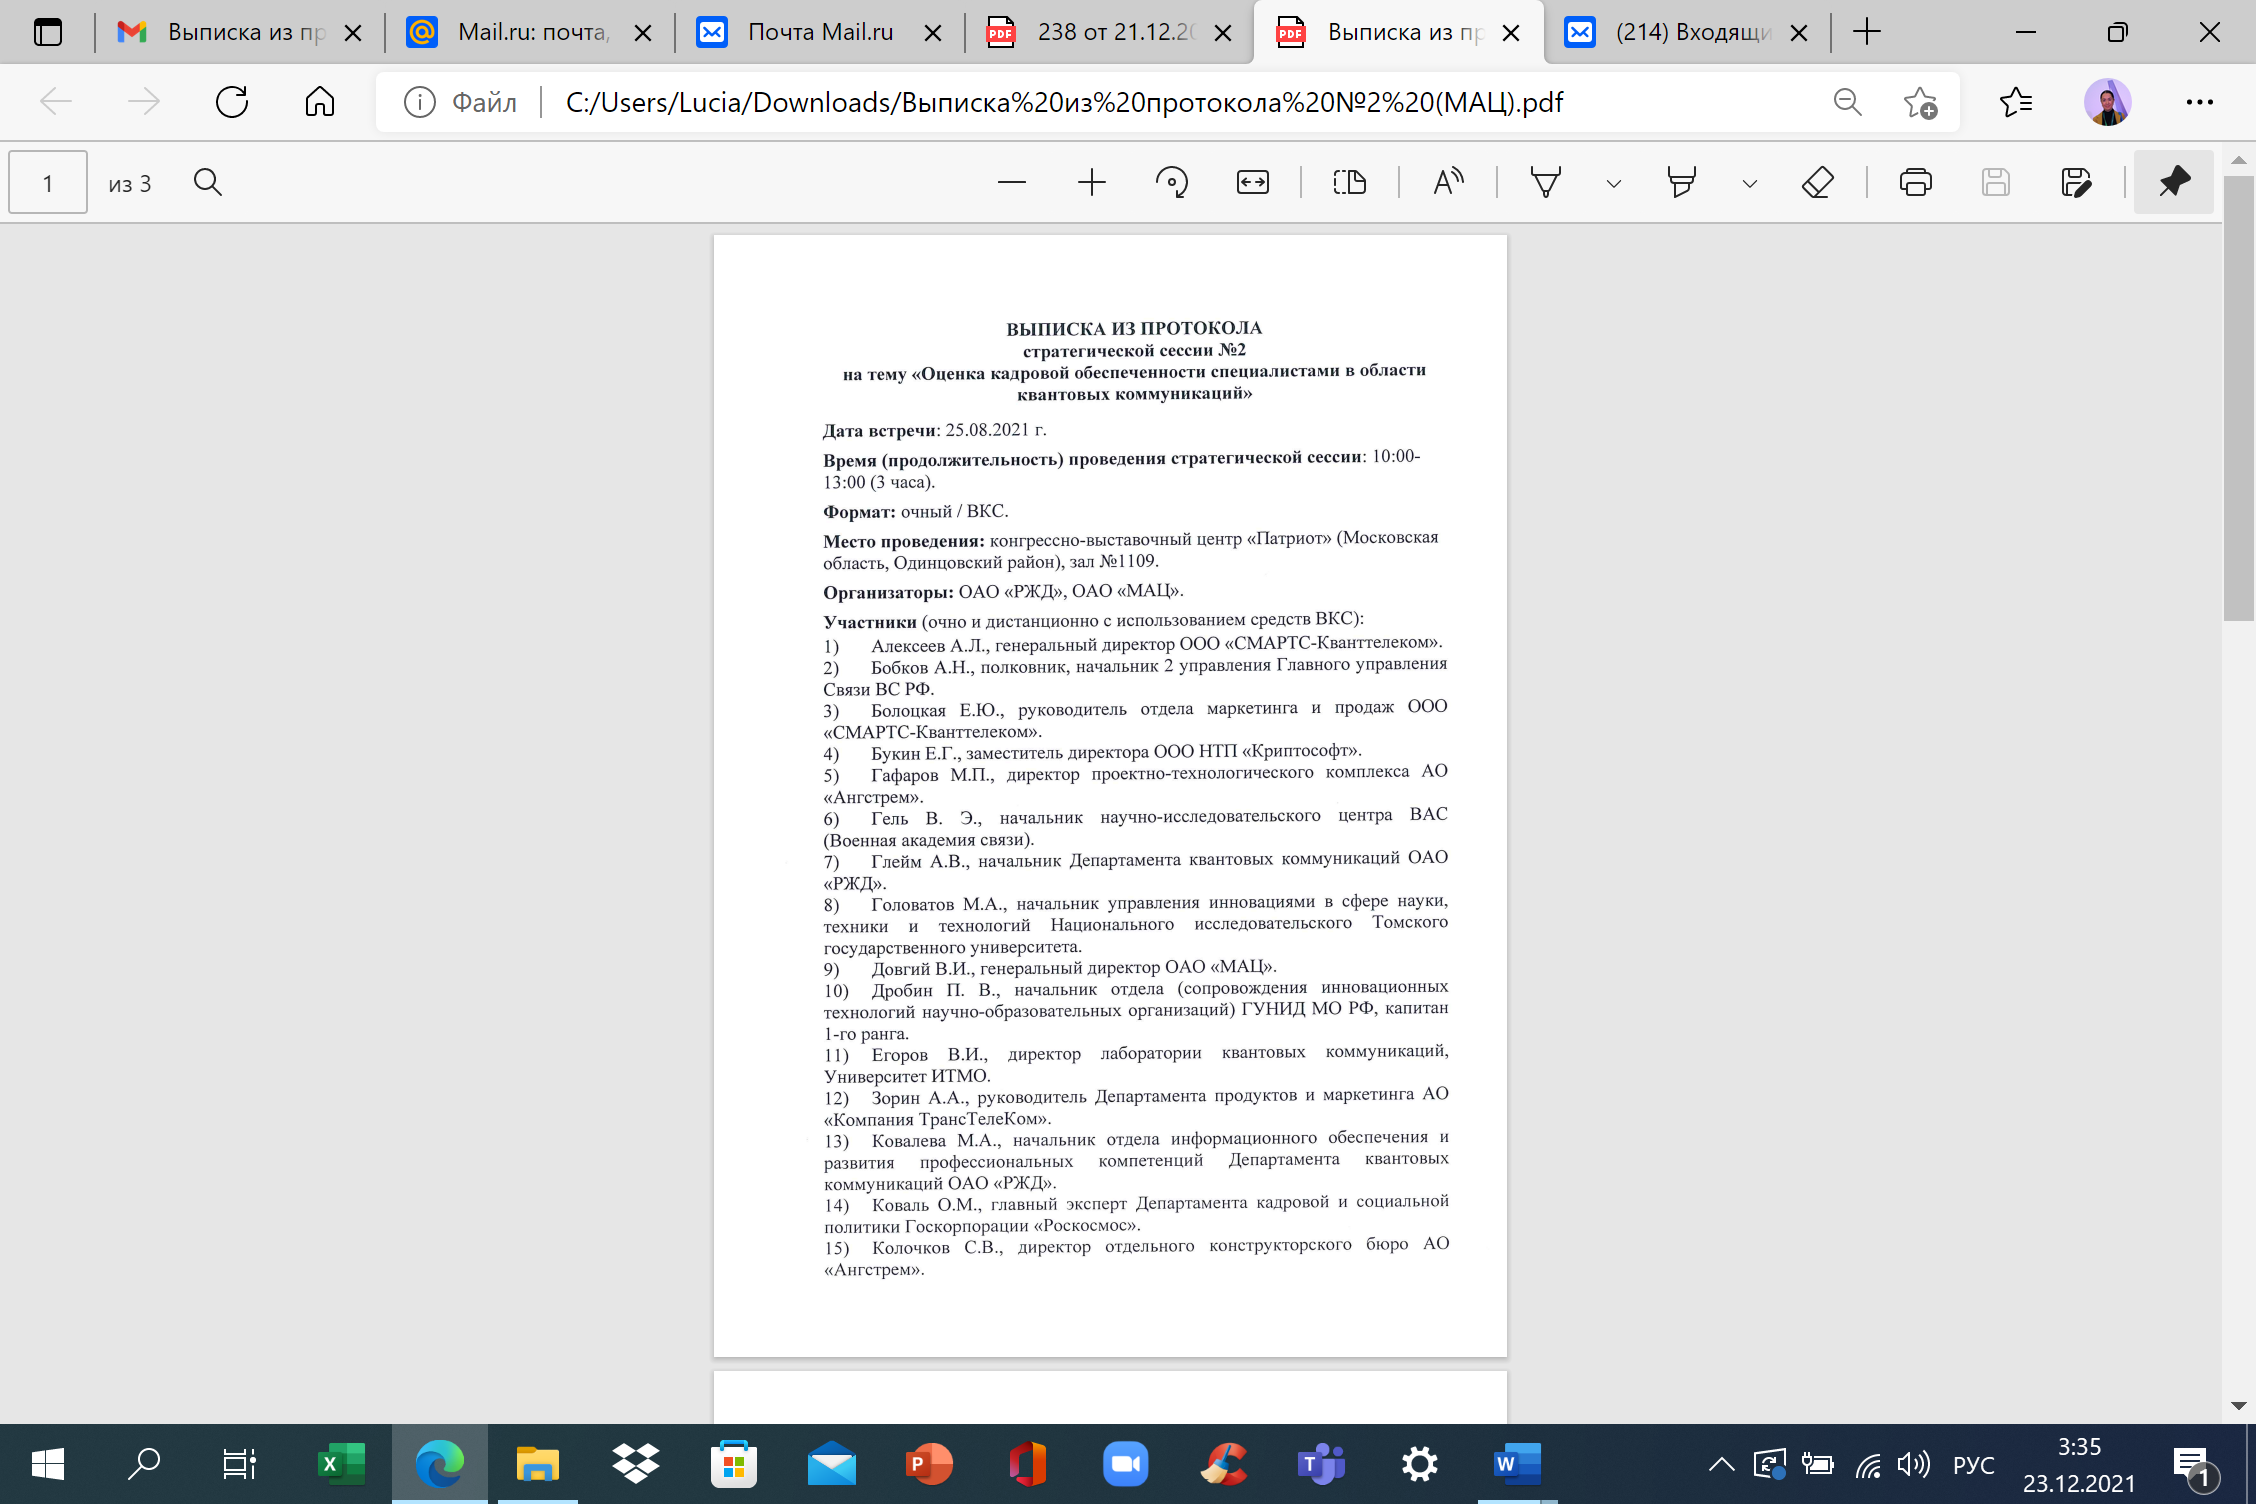 Выписка из пр
Mail.ru: почта,
Почта Mail.ru
238 от 21.12.20
Выписка из пр
(214) Входящи
Файл
C:/Users/Lucia/Downloads/Выписка%20из%20протокола%20№2%20(МАЦ).pdf
1
из 3
ВЫПИСКА ИЗ ПРОТОКОЛА
стратегической сессии №2
на тему «Оценка кадровой обеспеченности специалистами в области
квантовых коммуникаций»
Дата встречи: 25.08.2021 г.
Время (продолжительность) проведения стратегической сессии: 10:00-
13:00 (3 часа).
Формат: очный / ВКС.
Место проведения: конгрессно-выставочный центр «Патриот» (Московская
область, Одинцовский район), зал №1109.
Организаторы: ОАО «РЖД», ОАО «МАЦ».
Участники (очно и дистанционно с использованием средств ВКС):
1) Алексеев А.Л., генеральный директор ООО «СМАРТС-Кванттелеком».
2) Бобков А.Н., полковник, начальник 2 управления Главного управления
Связи ВС РФ.
3) Болоцкая Е.Ю., руководитель отдела маркетинга и продаж ООО
«СМАРТС-Кванттелеком».
4) Букин Е.Г., заместитель директора ООО НТП «Криптософт».
5) Гафаров М.П., директор проектно-технологического комплекса АО
«Ангстрем».
6) Гель В. Э., начальник научно-исследовательского центра ВАС
(Военная академия связи).
7) Глейм А.В., начальник Департамента квантовых коммуникаций ОАО
«РЖД».
8) Головатов М.А., начальник управления инновациями в сфере науки,
техники и технологий Национального исследовательского Томского
государственного университета.
9) Довгий В.И., генеральный директор ОАО «МАЦ».
10) Дробин П. В., начальник отдела (сопровождения инновационных
технологий научно-образовательных организаций) ГУНИД МО РФ, капитан
1-го ранга.
11) Егоров В.И., директор лаборатории квантовых коммуникаций,
Университет ИТМО.
12) Зорин А.А., руководитель Департамента продуктов и маркетинга АО
«Компания ТрансТелеКом».
13) Ковалева М.А., начальник отдела информационного обеспечения и
развития профессиональных компетенций Департамента квантовых
коммуникаций ОАО «РЖД».
14) Коваль О.М., главный эксперт Департамента кадровой и социальной
политики Госкорпорации «Роскосмос».
15) Колочков С.В., директор отдельного конструкторского бюро АО
«Ангстрем».
РУС
3:35
23.12.2021
1